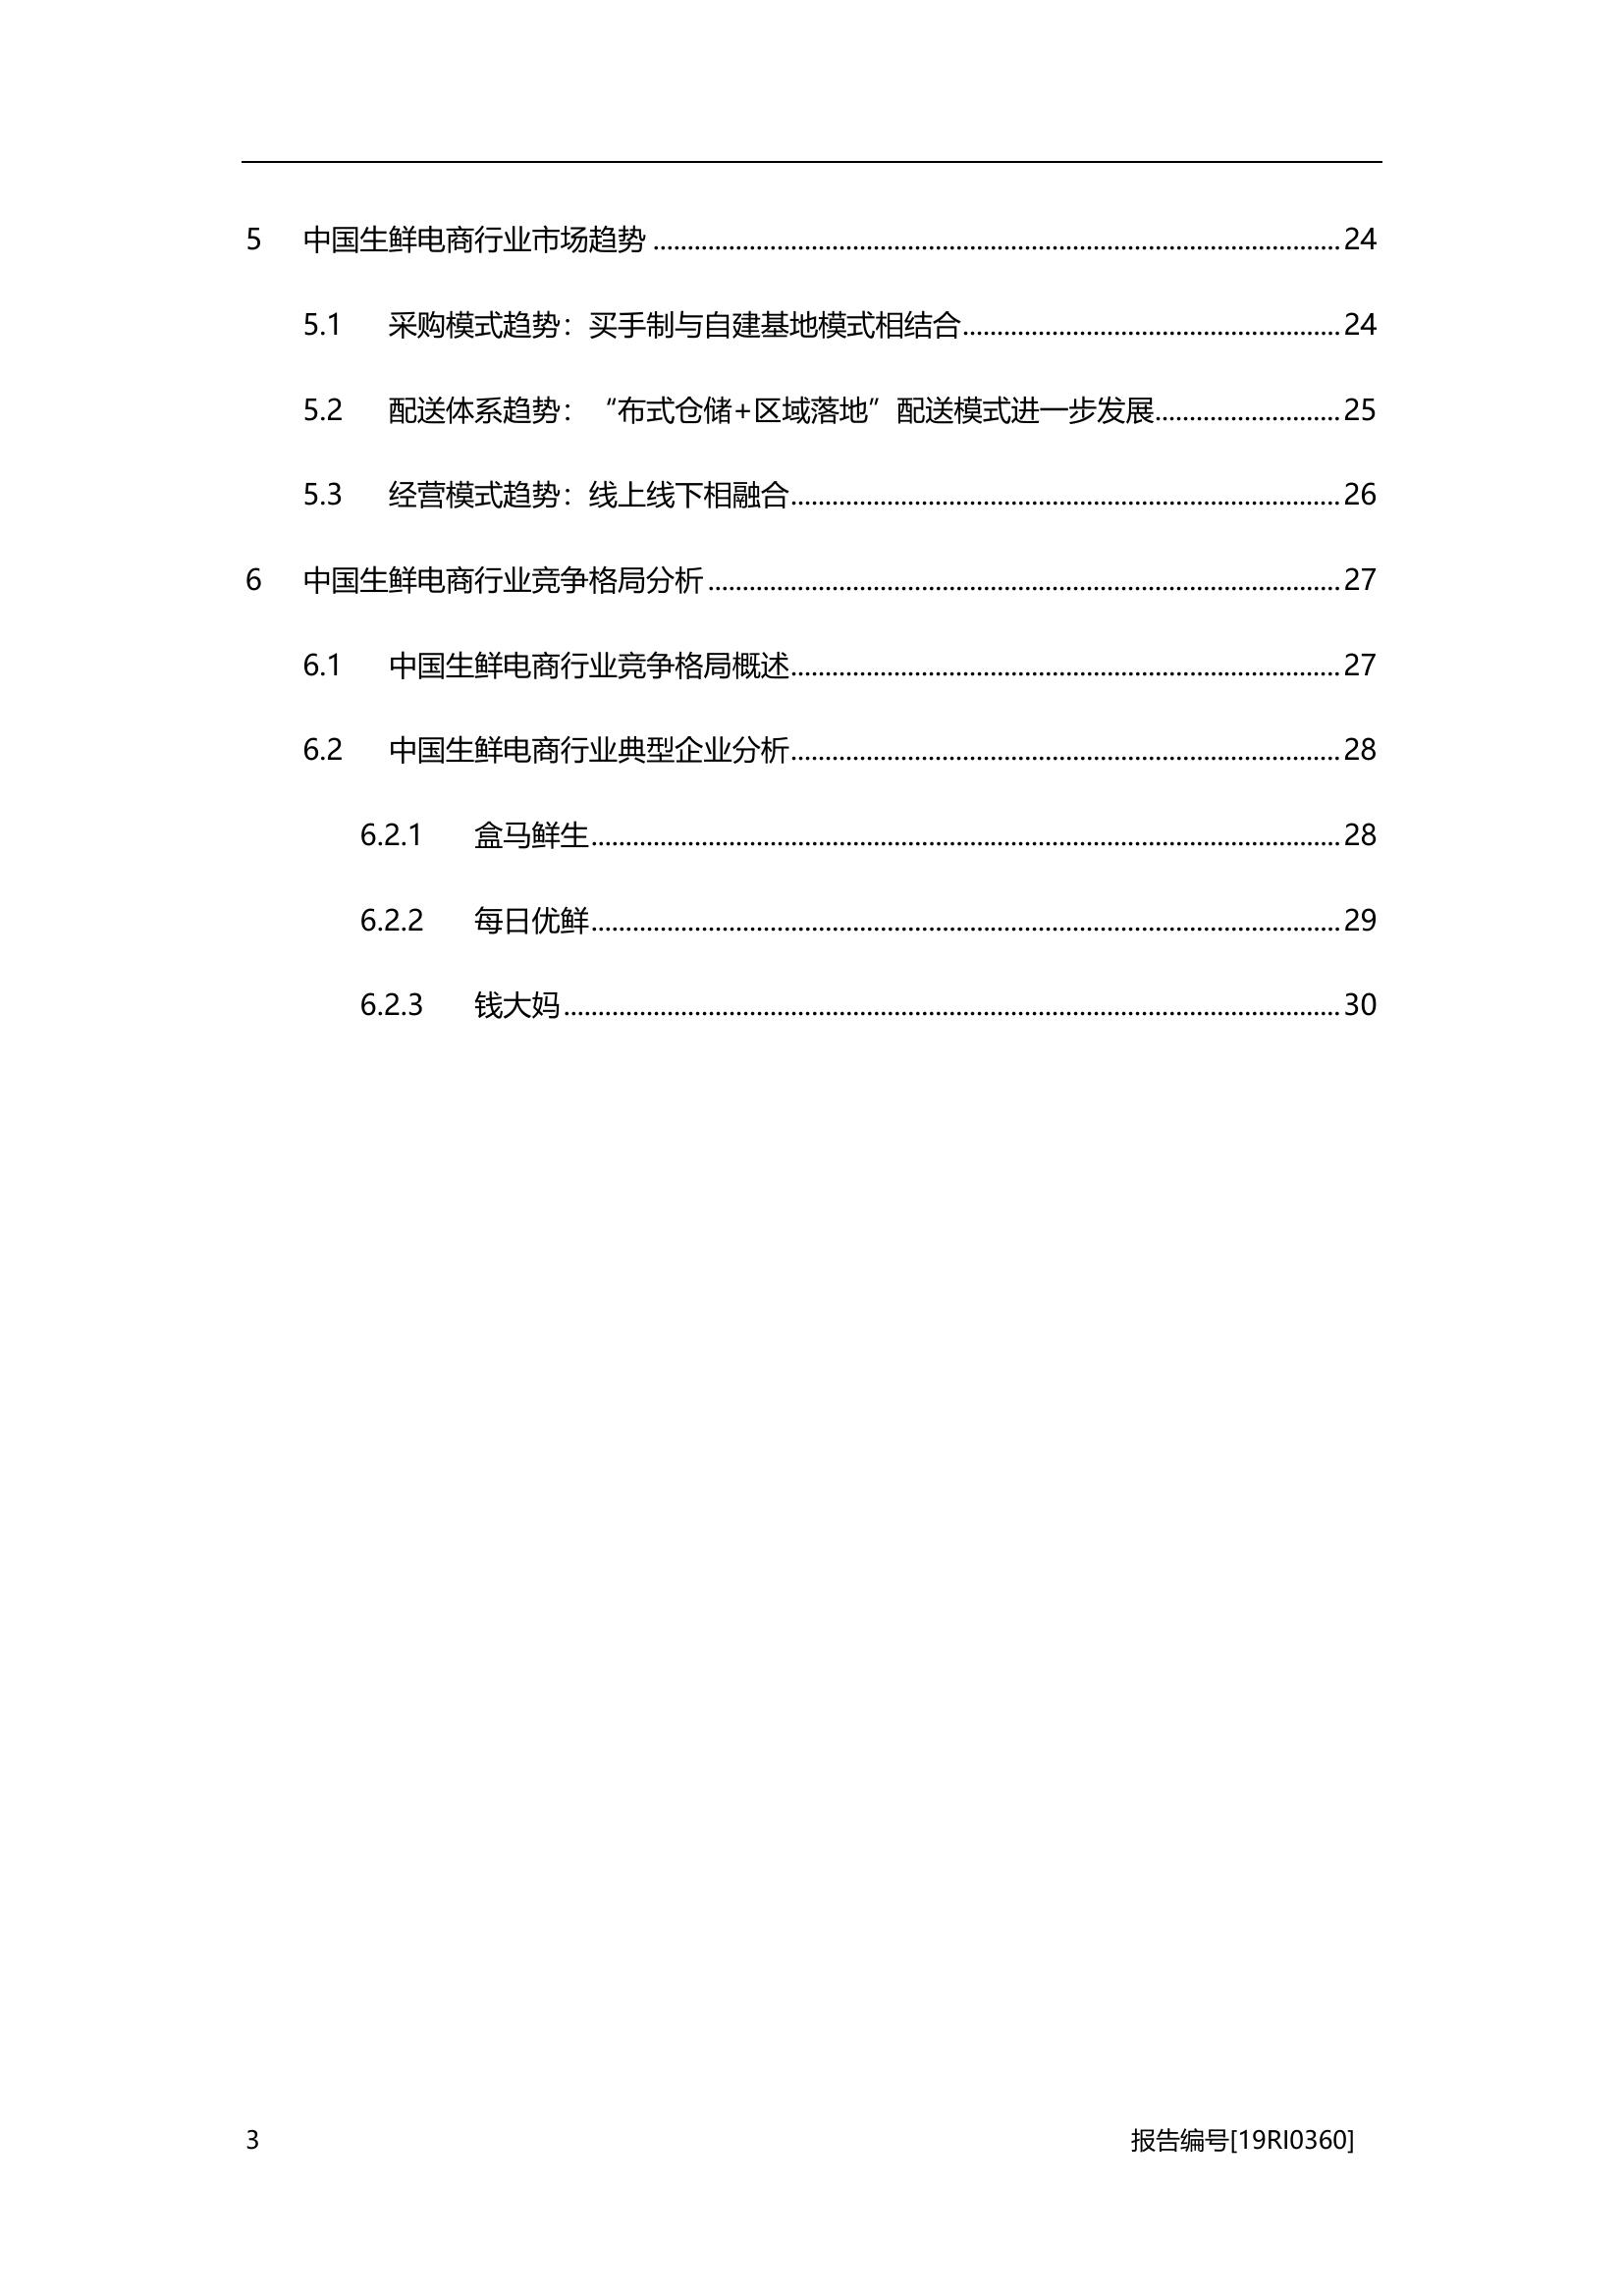 5 中国生鲜电商行业市场趋势 ........................ 24
5.1 采购模式趋势：买手制与自建基地模式相结合........................ 24
5.2 配送体系趋势：“布式仓储+区域落地”配送模式进一步发展........................ 25
5.3 经营模式趋势：线上线下相融合........................ 26
6 中国生鲜电商行业竞争格局分析 ........................ 27
6.1 中国生鲜电商行业竞争格局概述........................ 27
6.2 中国生鲜电商行业典型企业分析........................ 28
6.2.1 盒马鲜生........................ 28
6.2.2 每日优鲜........................ 29
6.2.3 钱大妈........................ 30
3 报告编号[19RI0360]